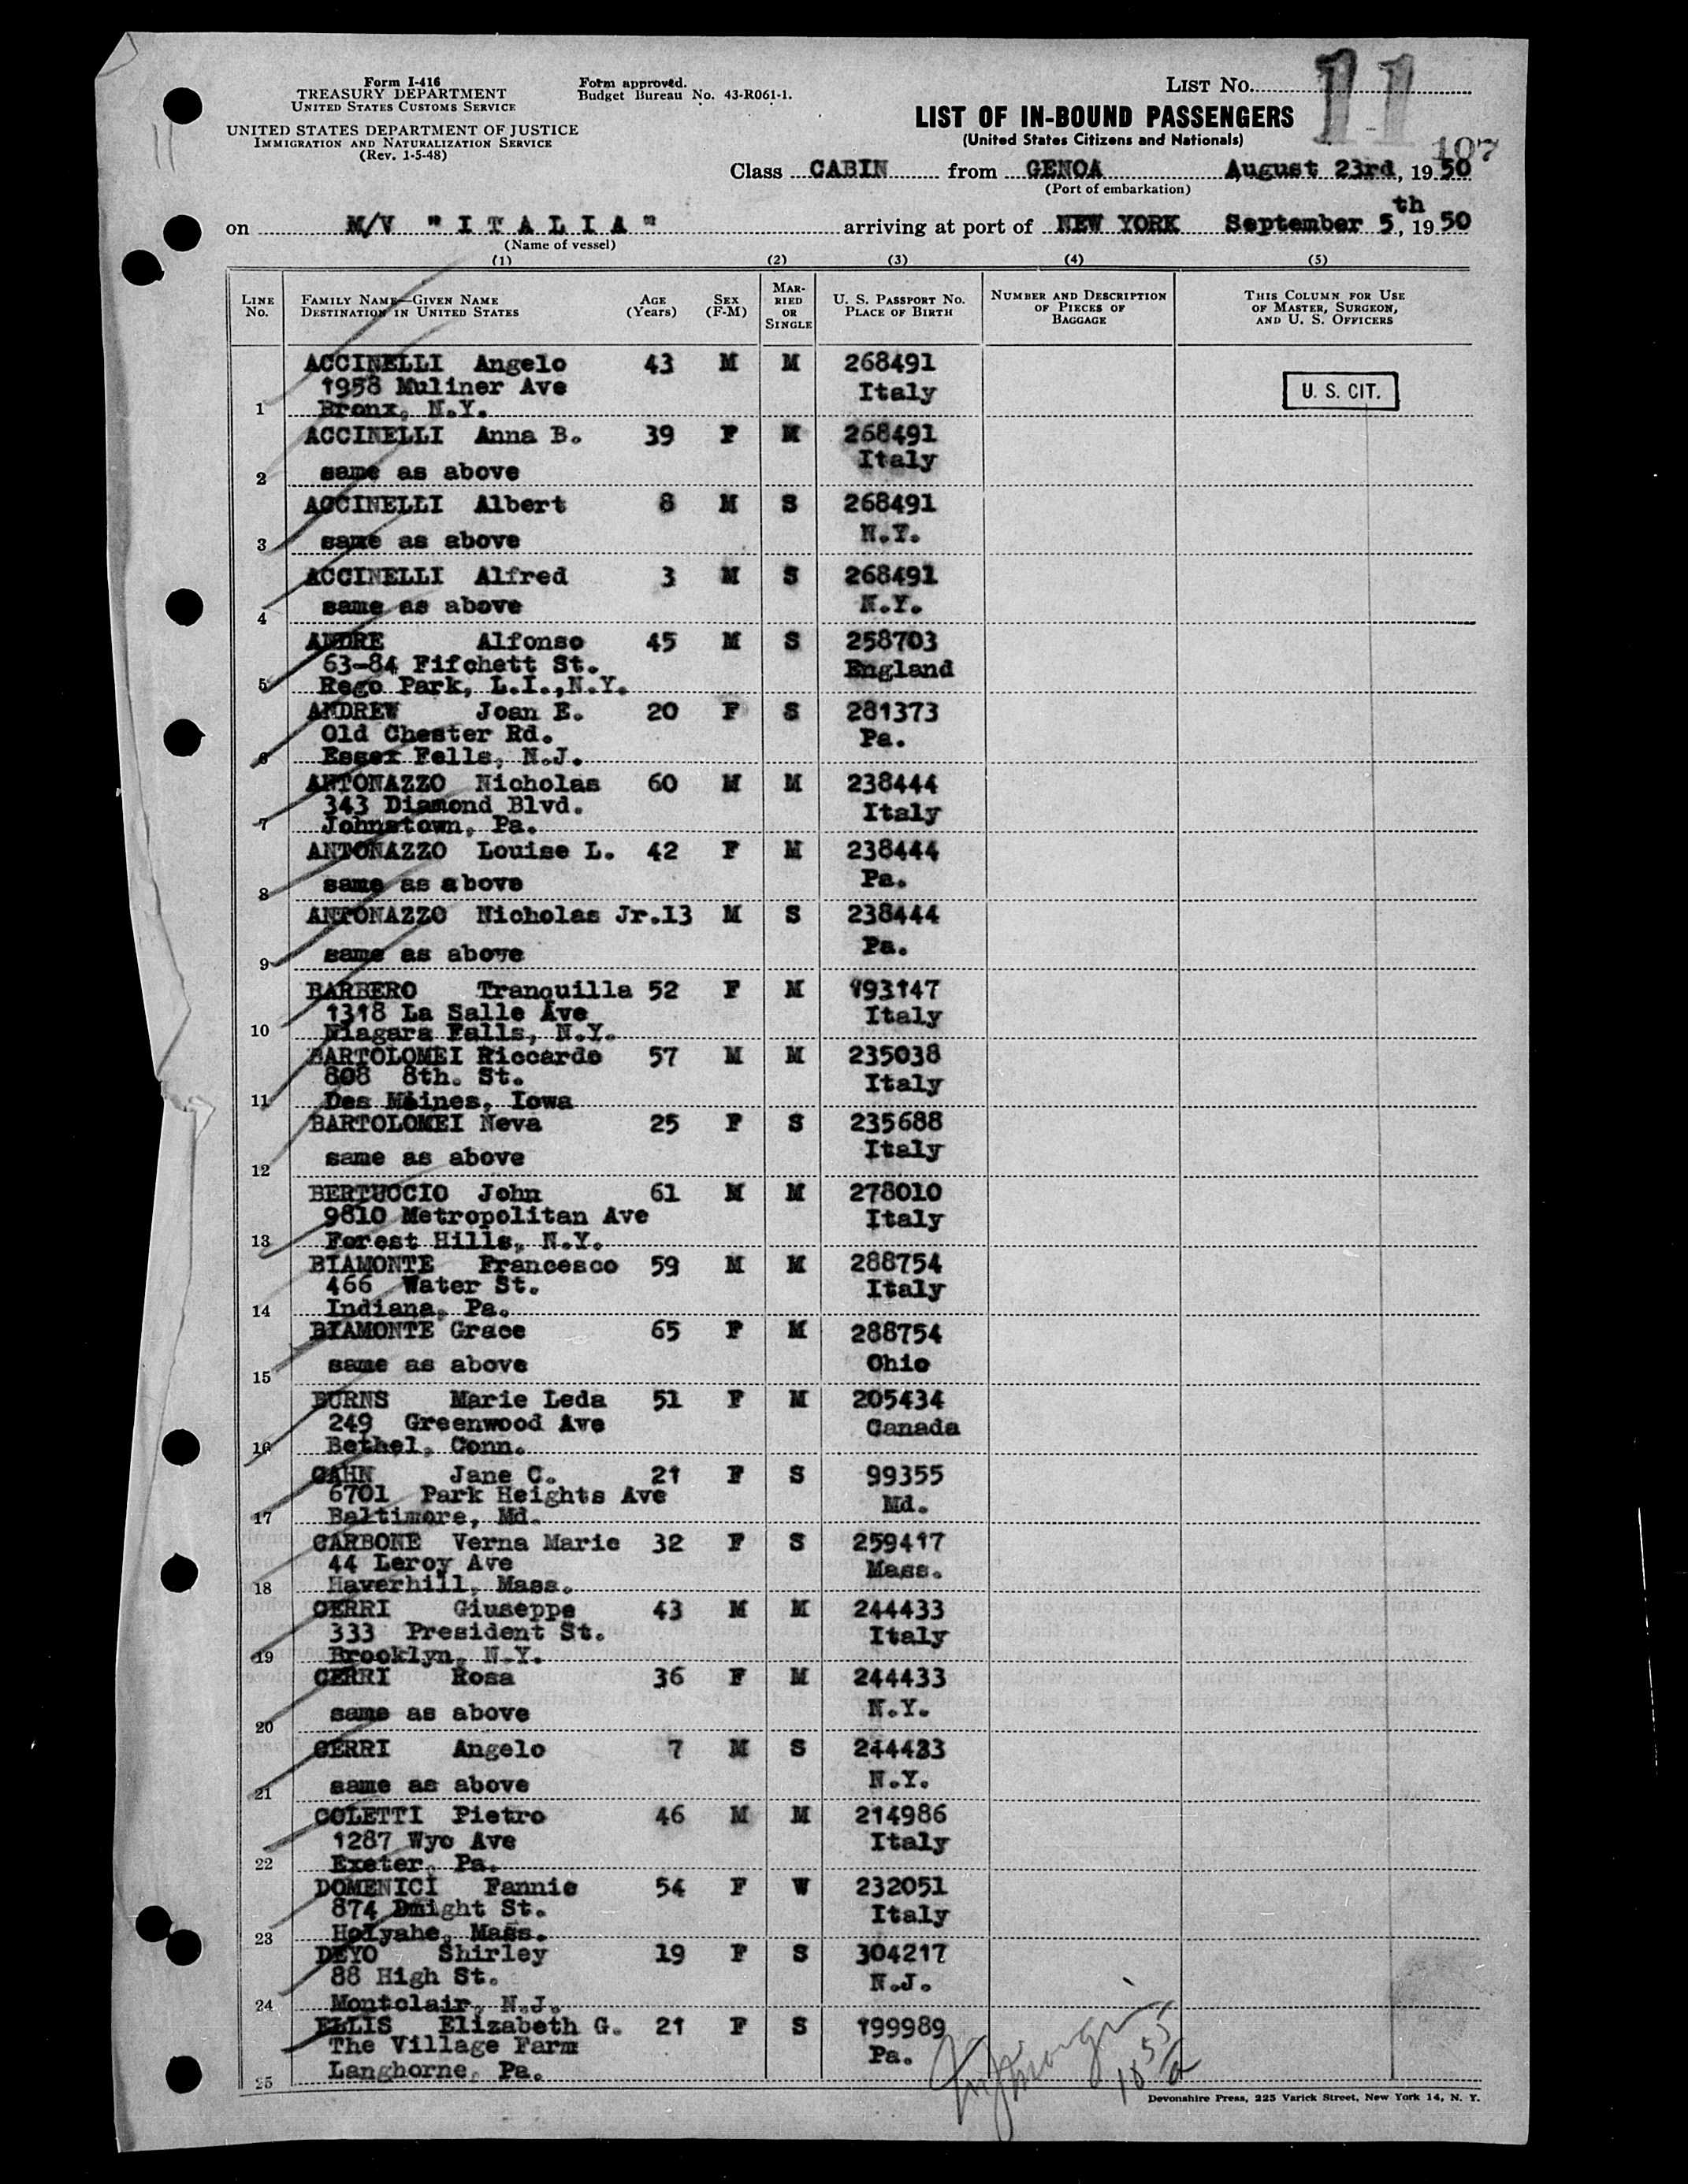 Form I-416
TREASURY DEPARTMENT
UNITED STATES CUSTOMS SERVICE
UNITED STATES DEPARTMENT OF JUSTICE
IMMIGRATION AND NATURALIZATION SERVICE
(Rev. 1-5-48)
Form approved.
Budget Bureau No. 43-R061-1.
LIST NO. 11
LIST OF IN-BOUND PASSENGERS
(United States Citizens and Nationals)
107
Class CABIN from GENOA August 23rd, 1950
(Port of embarkation)
on M/V "ITALIA" arriving at port of NEW YORK September 5th, 1950
(Name of vessel)
(1) (2) (3) (4) (5)
LINE NO. FAMILY NAME—GIVEN NAME DESTINATION IN UNITED STATES AGE (Years) SEX (F-M) MARRIED OR SINGLE U. S. PASSPORT NO. PLACE OF BIRTH NUMBER AND DESCRIPTION OF PIECES OF BAGGAGE THIS COLUMN FOR USE OF MASTER, SURGEON, AND U. S. OFFICERS
ACCINELLI Angelo 43 M M 268491
1958 Muliner Ave Italy U. S. CIT.
1 Bronx, N.Y.
ACCINELLI Anna B. 39 F M 268491
Italy
2 same as above
ACCINELLI Albert 8 M S 268491
N.Y.
3 same as above
ACCINELLI Alfred 3 M S 268491
same as above N.Y.
4
ANDRE Alfonso 45 M S 258703
63-84 Fifchett St. England
5 Rego Park, L.I.,N.Y.
ANDREW Joan E. 20 F S 281373
Old Chester Rd. Pa.
6 Essex Fells, N.J.
ANTONAZZO Nicholas 60 M M 238444
343 Diamond Blvd. Italy
7 Johnstown, Pa.
ANTONAZZO Louise L. 42 F M 238444
same as above Pa.
8
ANTONAZZO Nicholas Jr.13 M S 238444
Pa.
9 same as above
BARBERO Tranquilla 52 F M 193147
1318 La Salle Ave Italy
10 Niagara Falls, N.Y.
BARTOLOMEI Riccardo 57 M M 235038
808 8th. St. Italy
11 Des Moines, Iowa
BARTOLOMEI Neva 25 F S 235688
Italy
12 same as above
BERTUCCIO John 61 M M 278010
9810 Metropolitan Ave Italy
13 Forest Hills, N.Y.
BIAMONTE Francesco 59 M M 288754
466 Water St. Italy
14 Indiana, Pa.
BIAMONTE Grace 65 F M 288754
same as above Ohio
15
BURNS Marie Leda 51 F M 205434
249 Greenwood Ave Canada
16 Bethel, Conn.
CAHN Jane C. 21 F S 99355
6701 Park Heights Ave Md.
17 Baltimore, Md.
CARBONE Verna Marie 32 F S 259417
44 Leroy Ave Mass.
18 Haverhill, Mass.
CERRI Giuseppe 43 M M 244433
333 President St. Italy
19 Brooklyn, N.Y.
CERRI Rosa 36 F M 244433
same as above N.Y.
20
CERRI Angelo 7 M S 244433
same as above N.Y.
21
COLETTI Pietro 46 M M 214986
1287 Wyo Ave Italy
22 Exeter, Pa.
DOMENICI Fannie 54 F W 232051
874 Dwight St. Italy
23 Holyahe, Mass.
DEYO Shirley 19 F S 304217
88 High St. N.J.
24 Montclair, N.J.
ELLIS Elizabeth G. 21 F S 199989
The Village Farm Pa.
25 Langhorne, Pa.
Devonshire Press, 225 Varick Street, New York 14, N. Y.